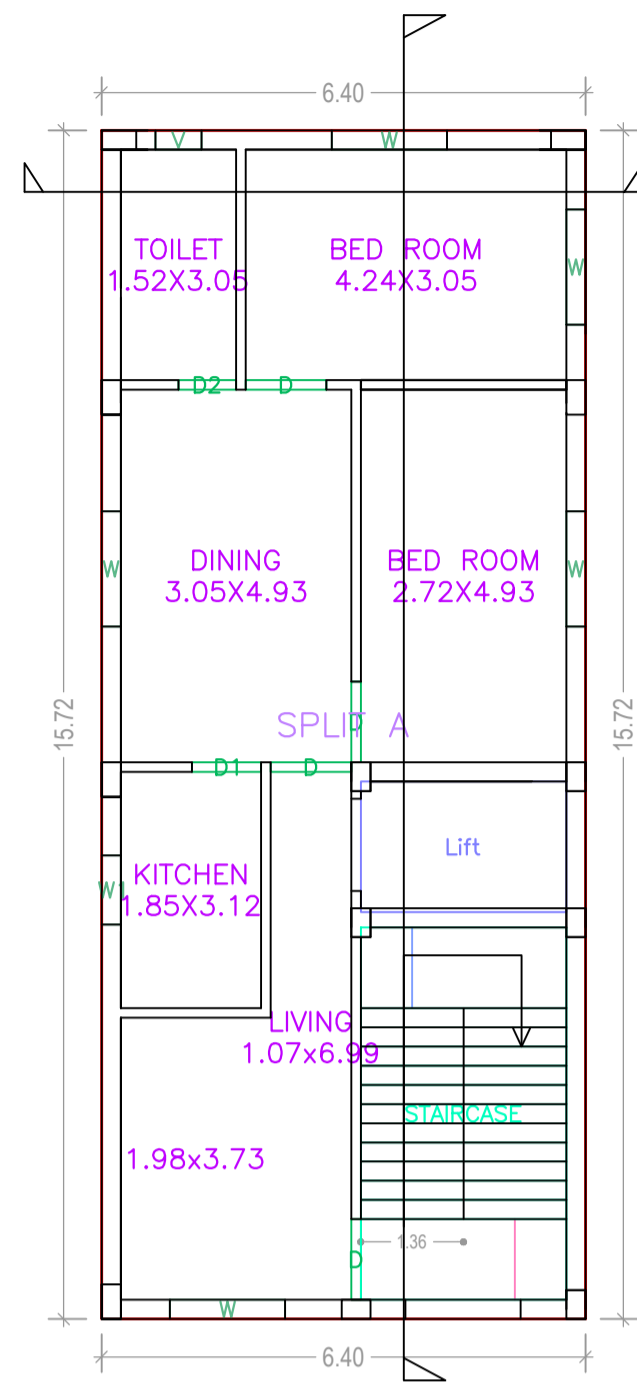 6.40
V
W
TOILET
1.52X3.05
BED ROOM
4.24X3.05
W
D2
D
DINING
3.05X4.93
BED ROOM
2.72X4.93
W
W
15.72
15.72
SPLIT A
D
D1
D
Lift
KITCHEN
1.85X3.12
W1
LIVING
1.07x6.99
STAIRCASE
1.98x3.73
1.36
D
W
6.40